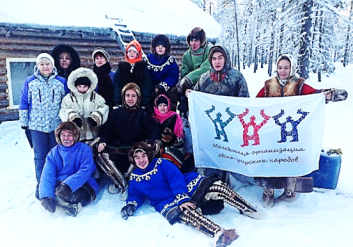 Молодежная организация
обско-угорских народов